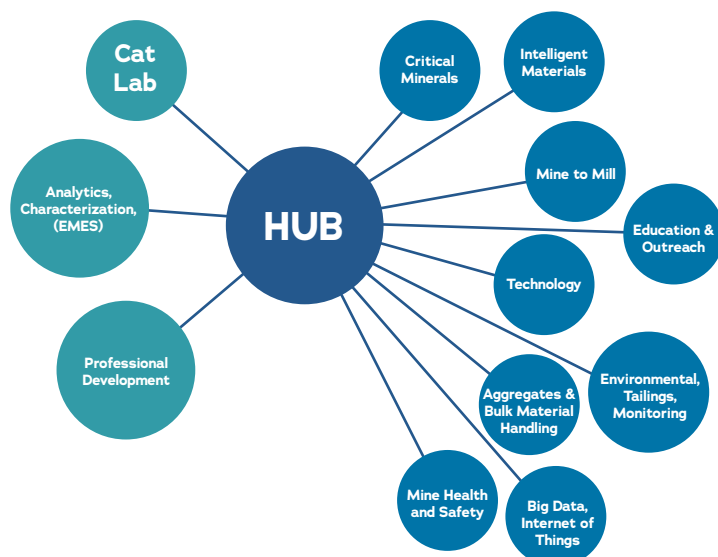 Cat
Lab
Critical
Minerals
Intelligent
Materials
Analytics,
Characterization,
(EMES)
HUB
Mine to Mill
Education &
Outreach
Technology
Professional
Development
Aggregates &
Bulk Material
Handling
Environmental,
Tailings,
Monitoring
Mine Health
and Safety
Big Data,
Internet of
Things